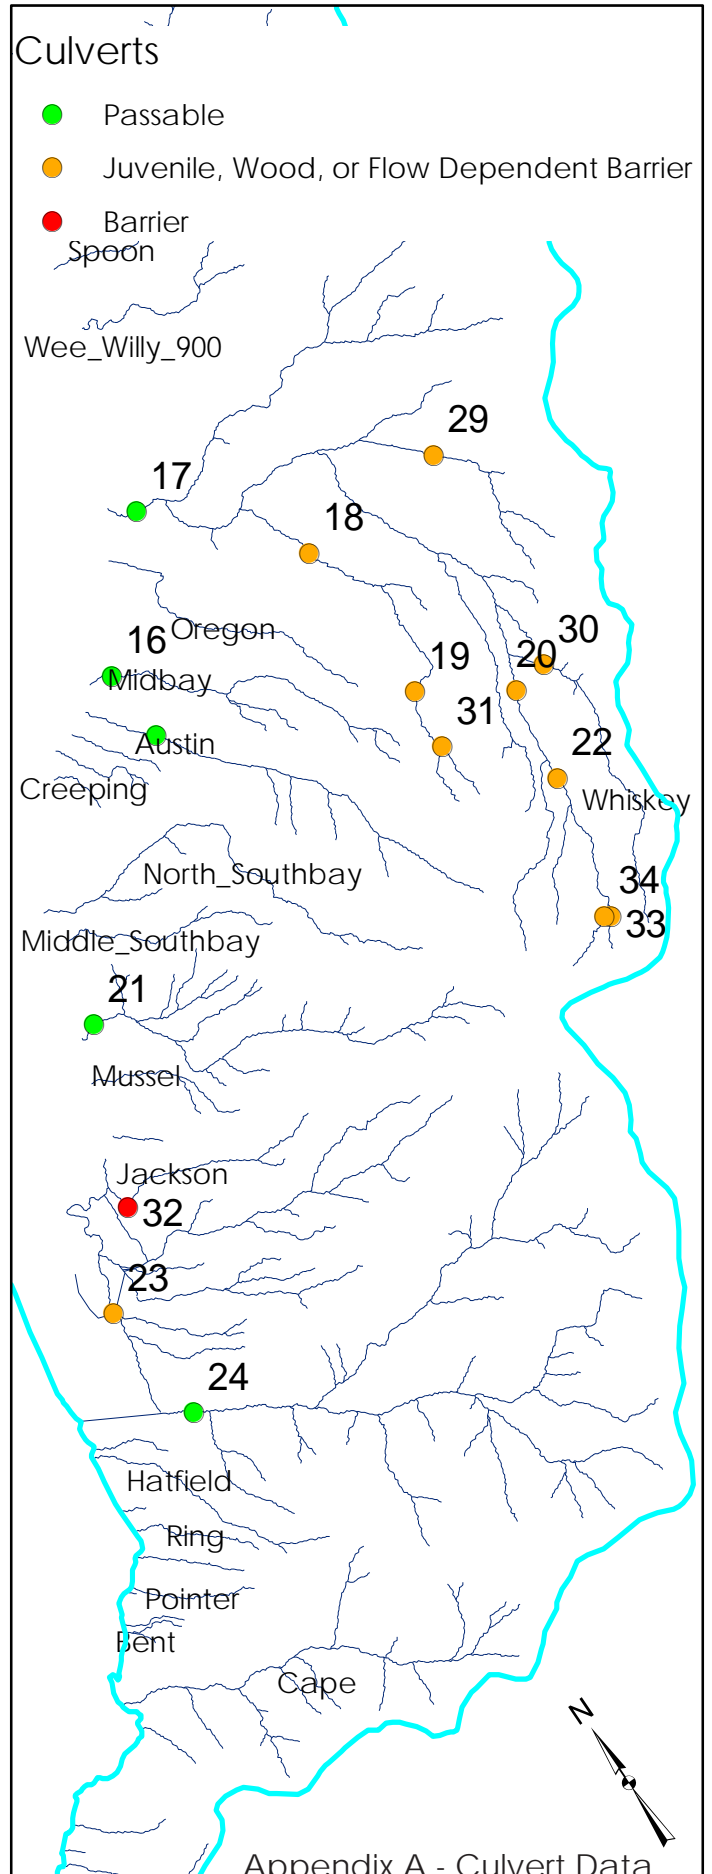 Culverts
Passable
Juvenile, Wood, or Flow Dependent Barrier
Barrier
Spoon
Wee_Willy_900
29
17
18
16
Oregon
30
19
20
Midbay
31
Austin
22
Creeping
Whiskey
North_Southbay
34
33
Middle_Southbay
21
Mussel
Jackson
32
23
24
Hatfield
Ring
Pointer
Bent
Cape
N
Appendix A - Culvert Data